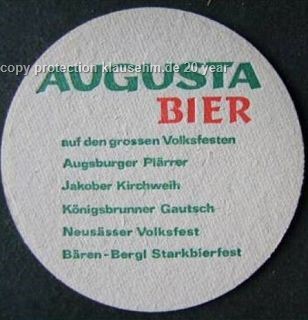 copy protection klausehm.de 20 year
AUGUSTA
BIER
auf den grossen Volksfesten
Augsburger Plärrer
Jakober Kirchweih
Königsbrunner Gautsch
Neusässer Volksfest
Bären-Bergl Starkbierfest